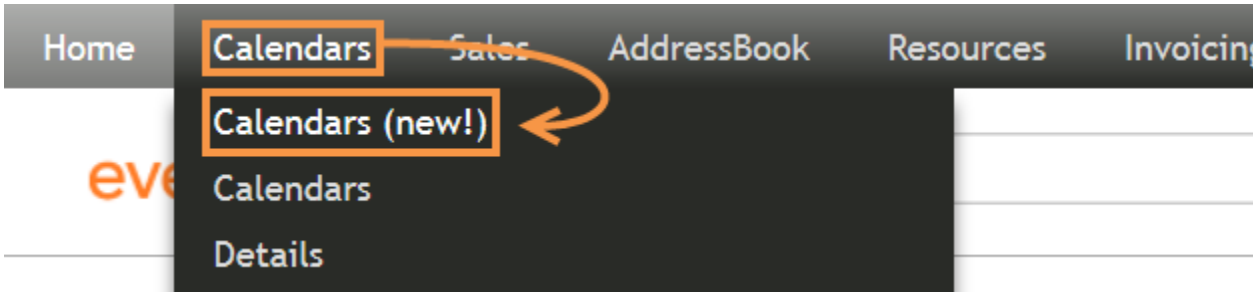 Home Calendars Sales AddressBook Resources Invoicing
Calendars (new!)
eve
Calendars
Details